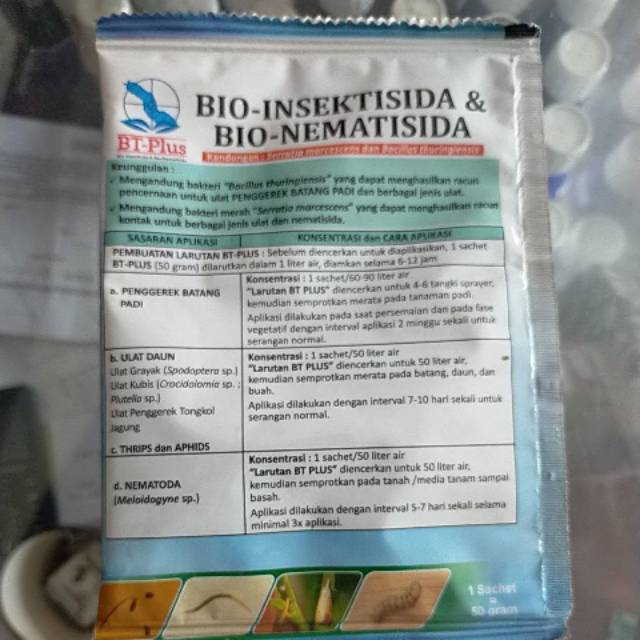 BT-Plus
BIO-INSEKTISIDA &
BIO-NEMATISIDA
Kandungan : Serratia marcescens dan Bacillus thuringiensis
Keunggulan :
✓ Mengandung bakteri "Bacillus thuringiensis" yang dapat menghasilkan racun
pencernaan untuk ulat PENGGEREK BATANG PADI dan berbagai jenis ulat.
✓ Mengandung bakteri merah "Serratia marcescens" yang dapat menghasilkan racun
kontak untuk berbagai jenis ulat dan nematisida.
SASARAN APLIKASI KONSENTRASI dan CARA APLIKASI
PEMBUATAN LARUTAN BT-PLUS : Sebelum diencerkan untuk diaplikasikan, 1 sachet
BT-PLUS (50 gram) dilarutkan dalam 1 liter air, diamkan selama 6-12 jam
a. PENGGEREK BATANG
PADI
Konsentrasi : 1 sachet/60-90 liter air
"Larutan BT PLUS" diencerkan untuk 4-6 tangki sprayer,
kemudian semprotkan merata pada tanaman padi.
Aplikasi dilakukan pada saat persemaian dan pada fase
vegetatif dengan interval aplikasi 2 minggu sekali untuk
serangan normal.
b. ULAT DAUN
Ulat Grayak (Spodoptera sp.)
Ulat Kubis (Crocidalomia sp. ;
Plutella sp.)
Ulat Penggerek Tongkol
Jagung
c. THRIPS dan APHIDS
Konsentrasi : 1 sachet/50 liter air
"Larutan BT PLUS" diencerkan untuk 50 liter air,
kemudian semprotkan merata pada batang, daun, dan
buah.
Aplikasi dilakukan dengan interval 7-10 hari sekali untuk
serangan normal.
d. NEMATODA
(Meloidogyne sp.)
Konsentrasi : 1 sachet/50 liter air
"Larutan BT PLUS" diencerkan untuk 50 liter air,
kemudian semprotkan pada tanah /media tanam sampai
basah.
Aplikasi dilakukan dengan interval 5-7 hari sekali selama
minimal 3x aplikasi.
1 Sachet
=
50 gram